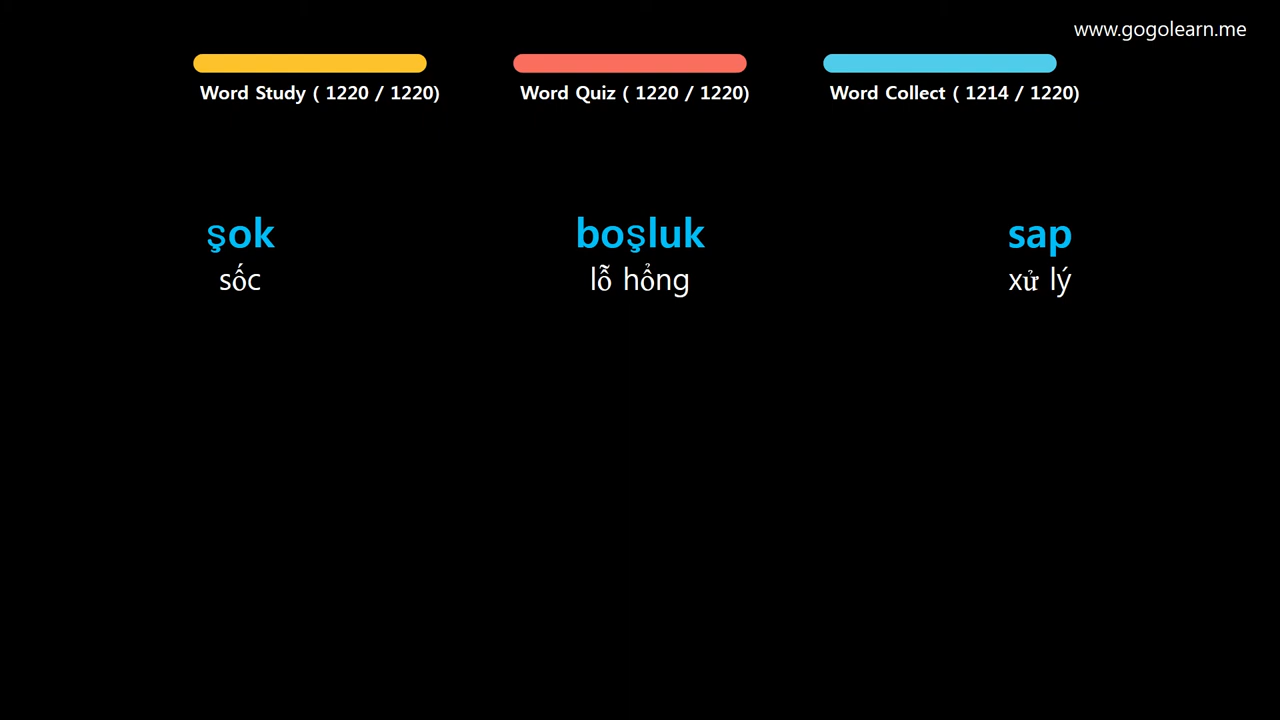 www.gogolearn.me
Word Study ( 1220 / 1220)
Word Quiz ( 1220 / 1220)
Word Collect ( 1214 / 1220)
şok
sốc
boşluk
lỗ hổng
sap
xử lý